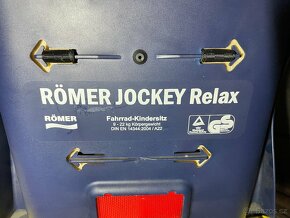 RÖMER JOCKEY Relax
RÖMER
Fahrrad-Kindersitz
9 - 22 kg Körpergewicht
DIN EN 14344:2004 / A22